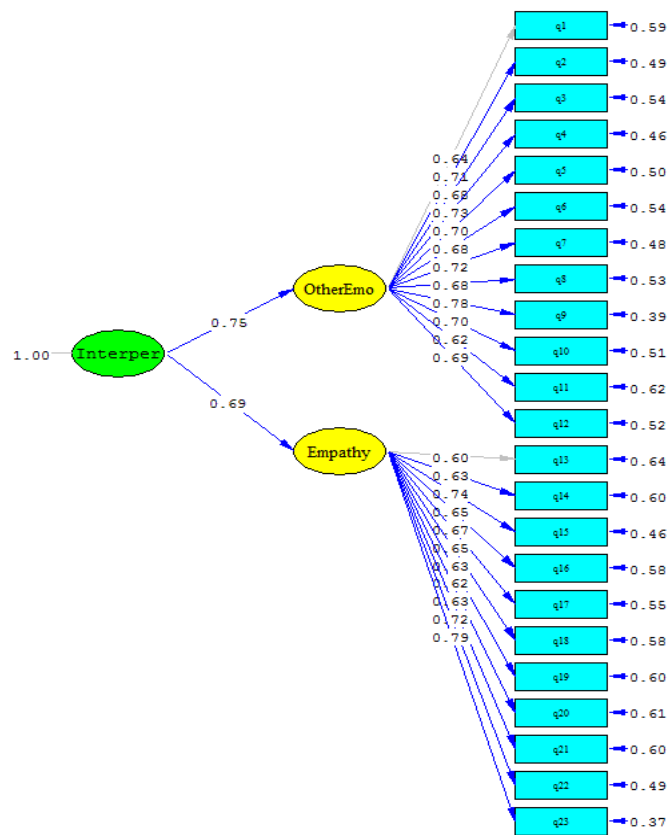 q1 0.59
q2 0.49
q3 0.54
q4 0.46
q5 0.50
q6 0.54
q7 0.48
q8 0.53
q9 0.39
q10 0.51
q11 0.62
q12 0.52
q13 0.64
q14 0.60
q15 0.46
q16 0.58
q17 0.55
q18 0.58
q19 0.60
q20 0.61
q21 0.60
q22 0.49
q23 0.37
0.64
0.71
0.68
0.73
0.70
0.68
0.72
0.68
0.78
0.70
0.62
0.69
OtherEmo
0.75
1.00 Interper
0.69
Empathy
0.60
0.63
0.74
0.65
0.67
0.65
0.63
0.62
0.63
0.72
0.79